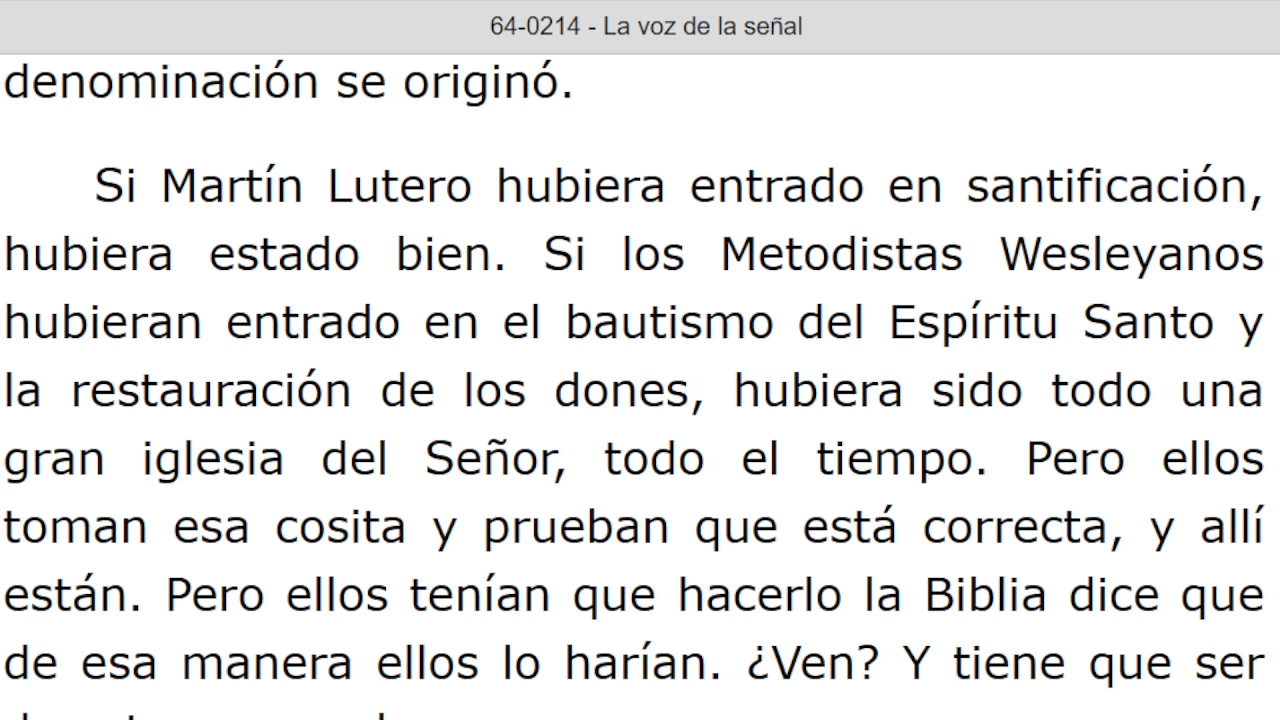 64-0214 - La voz de la señal
denominación se originó.
Si Martín Lutero hubiera entrado en santificación,
hubiera estado bien. Si los Metodistas Wesleyanos
hubieran entrado en el bautismo del Espíritu Santo y
la restauración de los dones, hubiera sido todo una
gran iglesia del Señor, todo el tiempo. Pero ellos
toman esa cosita y prueban que está correcta, y allí
están. Pero ellos tenían que hacerlo la Biblia dice que
de esa manera ellos lo harían. ¿Ven? Y tiene que ser